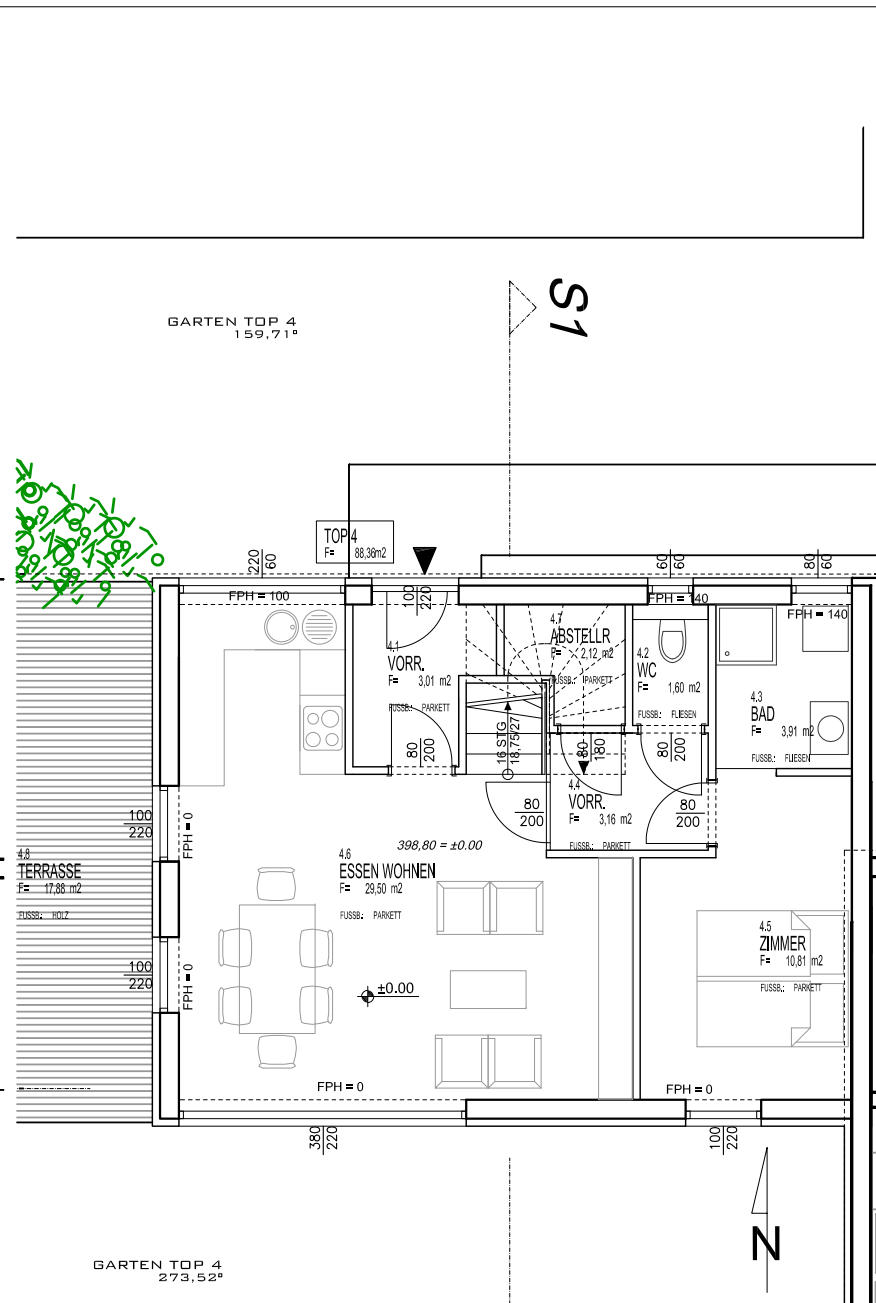 S1
GARTEN TOP 4
159,71m²
TOP 4
F= 88,36m2
220
60
60
60
80
60
FPH = 100
100
220
FPH = 140
FPH = 140
4.1
VORR.
F= 3,01 m2
FUSSB.: PARKETT
4.7
ABSTELLR
F= 2,12 m2
FUSSB.: PARKETT
4.2
WC
F= 1,60 m2
FUSSB.: FLIESEN
4.3
BAD
F= 3,91 m2
FUSSB.: FLIESEN
80
200
16 STG
18,75/27
80
180
80
200
4.4
VORR.
F= 3,16 m2
FUSSB.: PARKETT
80
200
80
200
100
220
FPH = 0
398,80 = ±0.00
4.8
TERRASSE
F= 17,88 m2
FUSSB.: HOLZ
4.6
ESSEN WOHNEN
F= 29,50 m2
FUSSB.: PARKETT
4.5
ZIMMER
F= 10,81 m2
FUSSB.: PARKETT
100
220
FPH = 0
±0.00
FPH = 0
FPH = 0
380
220
100
220
N
GARTEN TOP 4
273,52m²